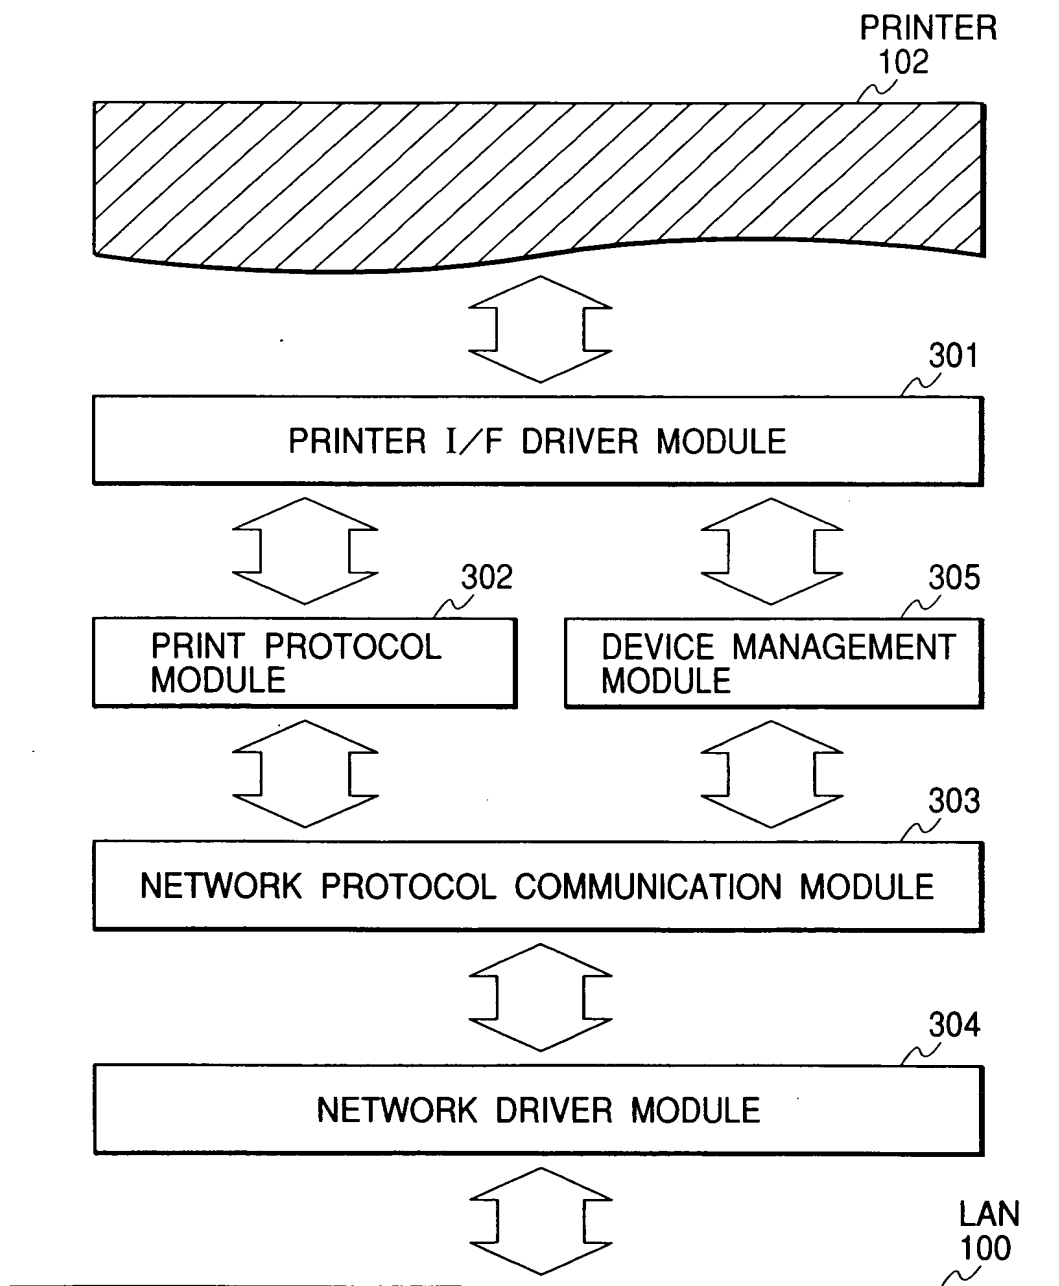 PRINTER
102
301
PRINTER I/F DRIVER MODULE
302
305
PRINT PROTOCOL
MODULE
DEVICE MANAGEMENT
MODULE
303
NETWORK PROTOCOL COMMUNICATION MODULE
304
NETWORK DRIVER MODULE
LAN
100